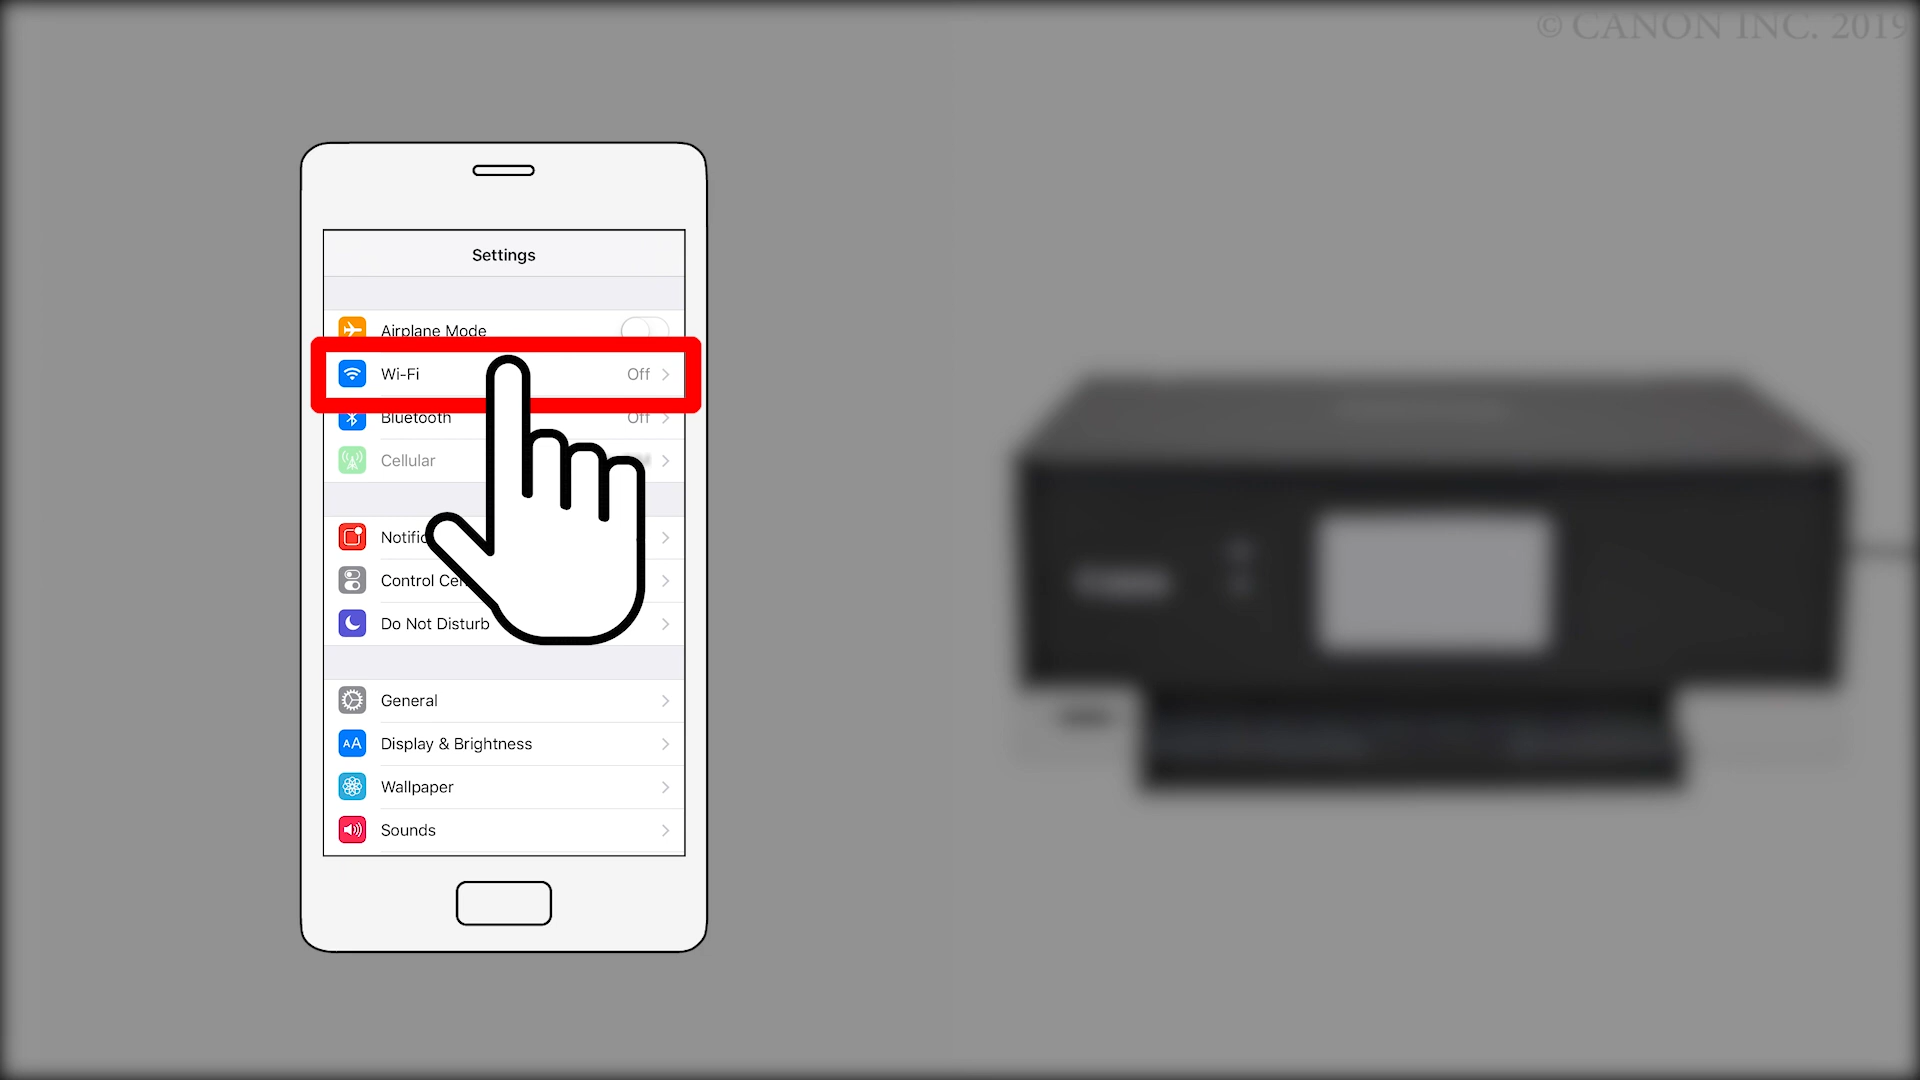 © CANON INC. 2019
Settings
Airplane Mode
Wi-Fi Off
Bluetooth Off
Cellular
Control
Do Not Disturb
General
Display & Brightness
Wallpaper
Sounds